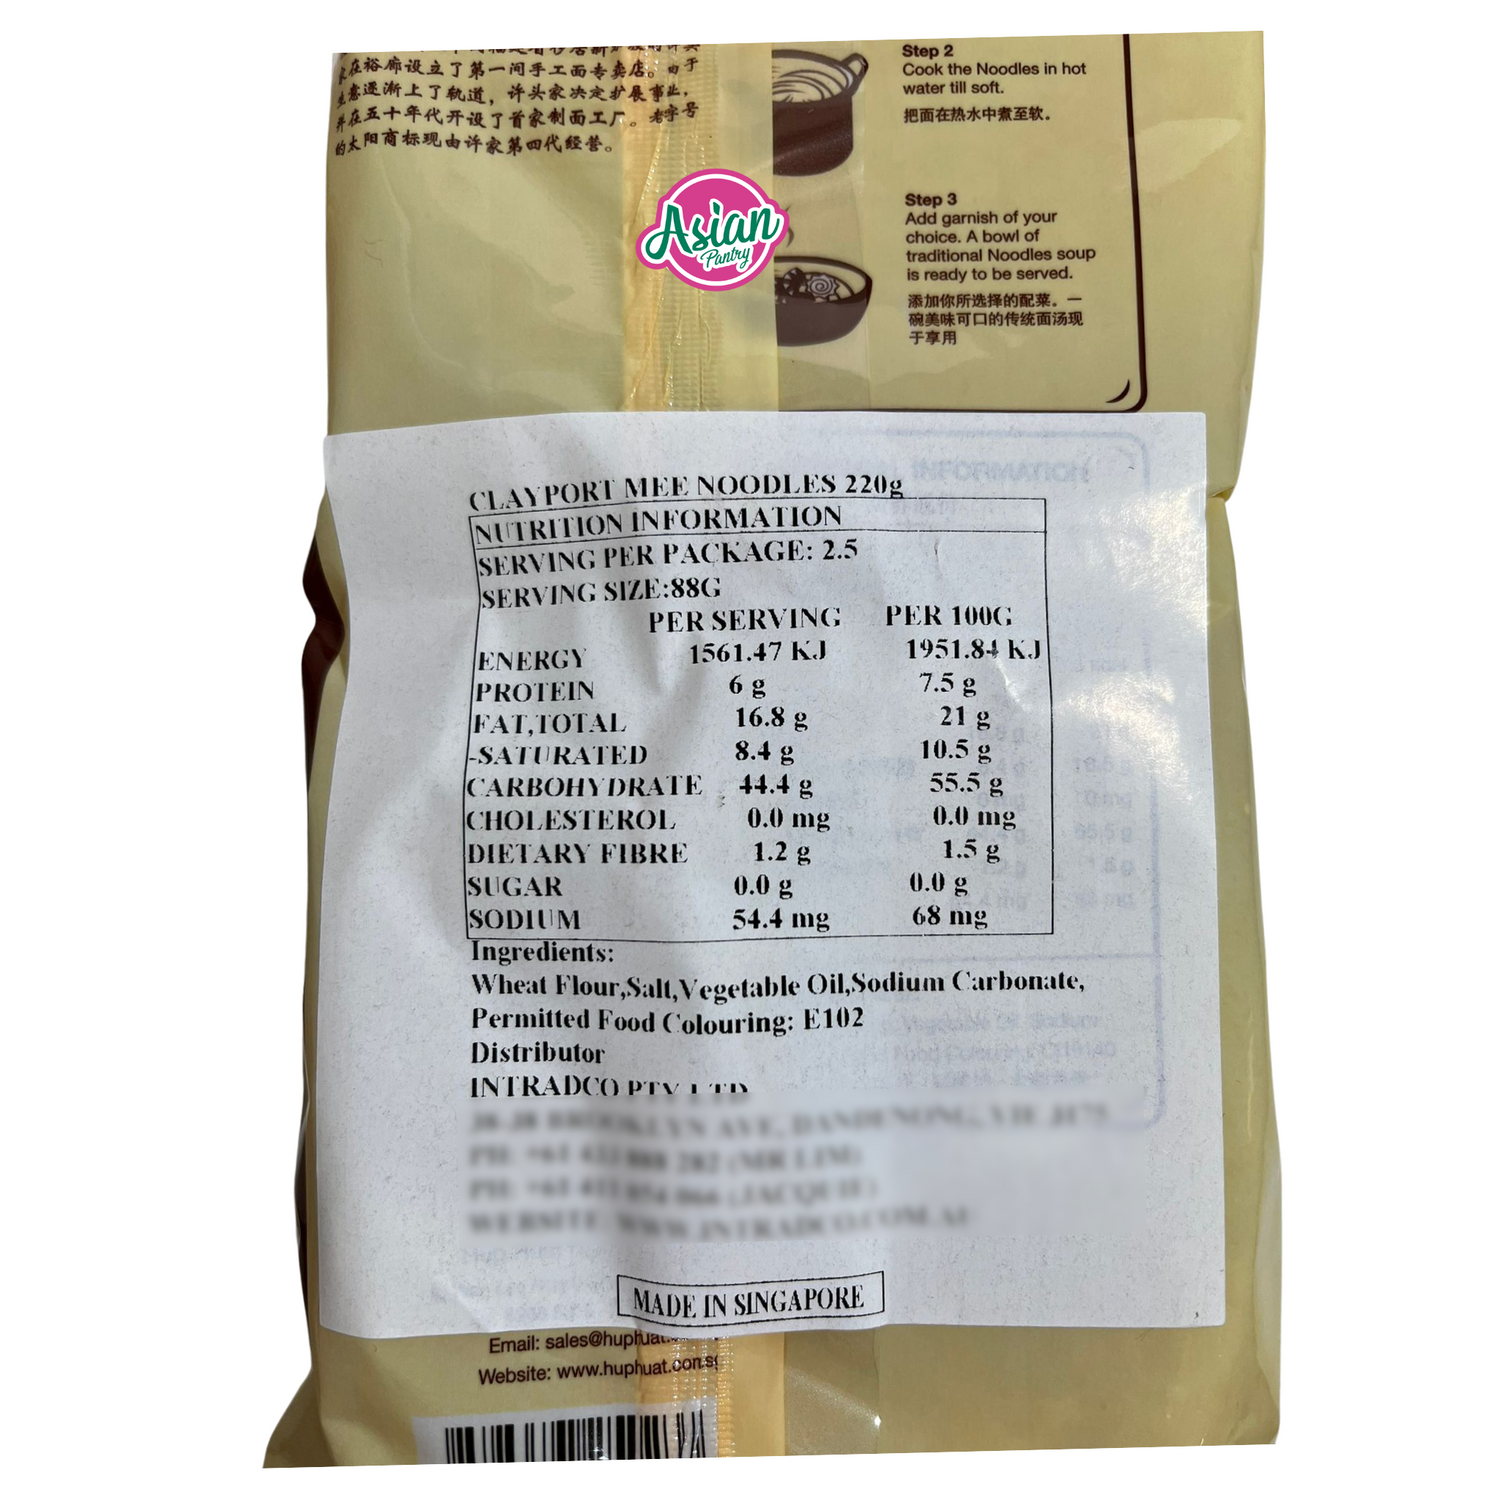 家在裕廊设立了第一间手工面专卖店。由于
生意逐渐上了轨道，许头家决定扩展事业，
并在五十年代开设了首家制面工厂。老字号
的太阳商标现由许家第四代经营。
Step 2
Cook the Noodles in hot
water till soft.
把面在热水中煮至软。
Step 3
Add garnish of your
choice. A bowl of
traditional Noodles soup
is ready to be served.
添加你所选择的配菜。一
碗美味可口的传统面汤现
于享用
Asian
Pantry
CLAYPORT MEE NOODLES 220g
NUTRITION INFORMATION
SERVING PER PACKAGE: 2.5
SERVING SIZE:88G
PER SERVING PER 100G
ENERGY 1561.47 KJ 1951.84 KJ
PROTEIN 6 g 7.5 g
FAT,TOTAL 16.8 g 21 g
-SATURATED 8.4 g 10.5 g
CARBOHYDRATE 44.4 g 55.5 g
CHOLESTEROL 0.0 mg 0.0 mg
DIETARY FIBRE 1.2 g 1.5 g
SUGAR 0.0 g 0.0 g
SODIUM 54.4 mg 68 mg
Ingredients:
Wheat Flour,Salt,Vegetable Oil,Sodium Carbonate,
Permitted Food Colouring: E102
Distributor
INTRADCO PTY LTD
MADE IN SINGAPORE
Email: sales@huphuat.
Website: www.huphuat.com.sg